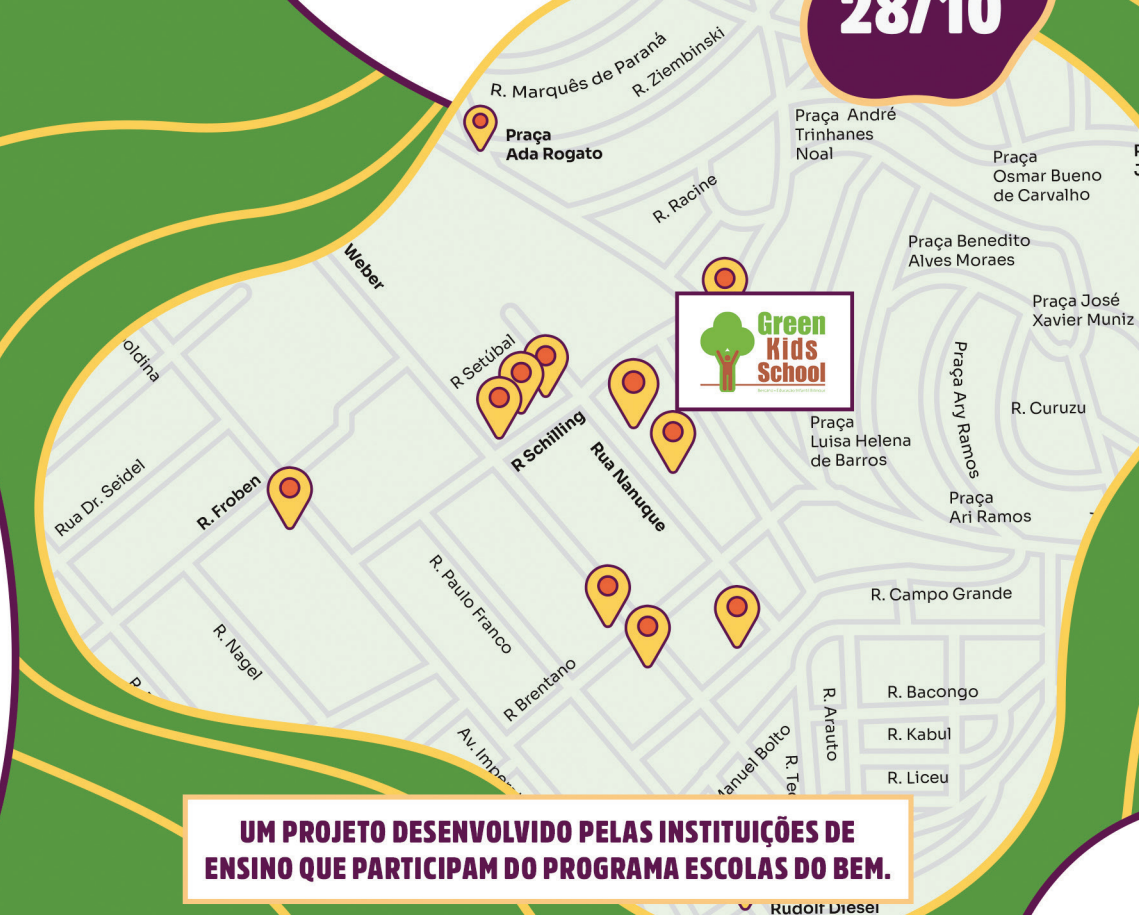 28/10
R. Marquês de Paraná
R. Ziembinski
Praça André
Trinhanes
Noal
Praça
Ada Rogato
Praça
Osmar Bueno
de Carvalho
R. Racine
Praça Benedito
Alves Moraes
Weber
Praça José
Xavier Muniz
Green
Kids
School
R Setúbal
Praça Ary Ramos
R. Curuzu
Praça
Luisa Helena
de Barros
R Schilling
Rua Nanuque
Rua Dr. Seidel
R. Froben
Praça
Ari Ramos
R. Paulo Franco
R. Campo Grande
R. Nagel
R Brentano
R. Arauto
R. Bacongo
R. Kabul
R. Liceu
UM PROJETO DESENVOLVIDO PELAS INSTITUIÇÕES DE
ENSINO QUE PARTICIPAM DO PROGRAMA ESCOLAS DO BEM.
Rudolf Diesel